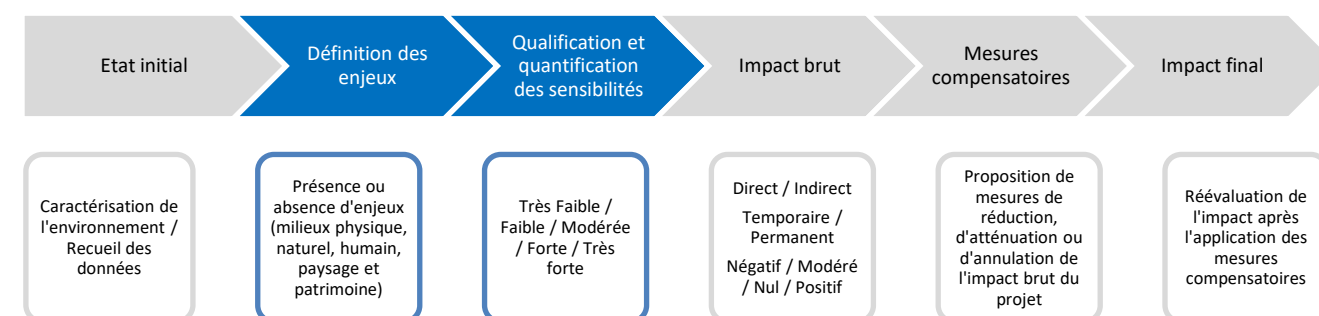 Etat initial
Définition des
enjeux
Qualification et
quantification
des sensibilités
Impact brut
Mesures
compensatoires
Impact final
Caractérisation de
l'environnement /
Recueil des
données
Présence ou
absence d'enjeux
(milieux physique,
naturel, humain,
paysage et
patrimoine)
Très Faible /
Faible / Modérée
/ Forte / Très
forte
Direct / Indirect
Temporaire /
Permanent
Négatif / Modéré
/ Nul / Positif
Proposition de
mesures de
réduction,
d'atténuation ou
d'annulation de
l'impact brut du
projet
Réévaluation de
l'impact après
l'application des
mesures
compensatoires